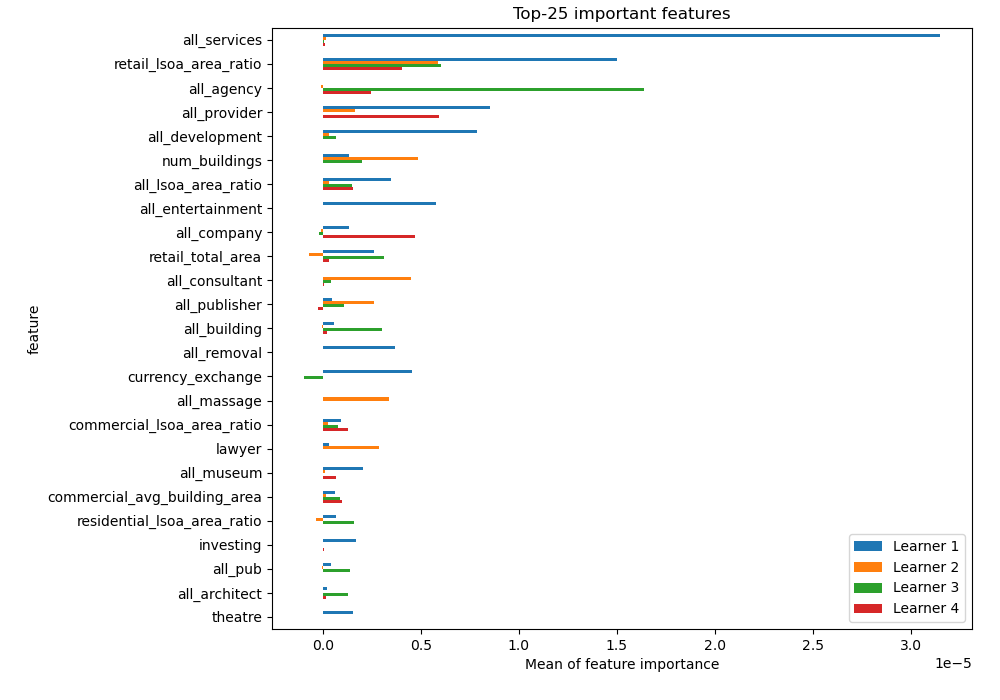 Top-25 important features
all_services
retail_lsoa_area_ratio
all_agency
all_provider
all_development
num_buildings
all_lsoa_area_ratio
all_entertainment
all_company
retail_total_area
all_consultant
all_publisher
all_building
all_removal
currency_exchange
all_massage
commercial_lsoa_area_ratio
lawyer
all_museum
commercial_avg_building_area
residential_lsoa_area_ratio
investing
all_pub
all_architect
theatre
feature
Learner 1
Learner 2
Learner 3
Learner 4
0.0 0.5 1.0 1.5 2.0 2.5 3.0
Mean of feature importance
1e−5